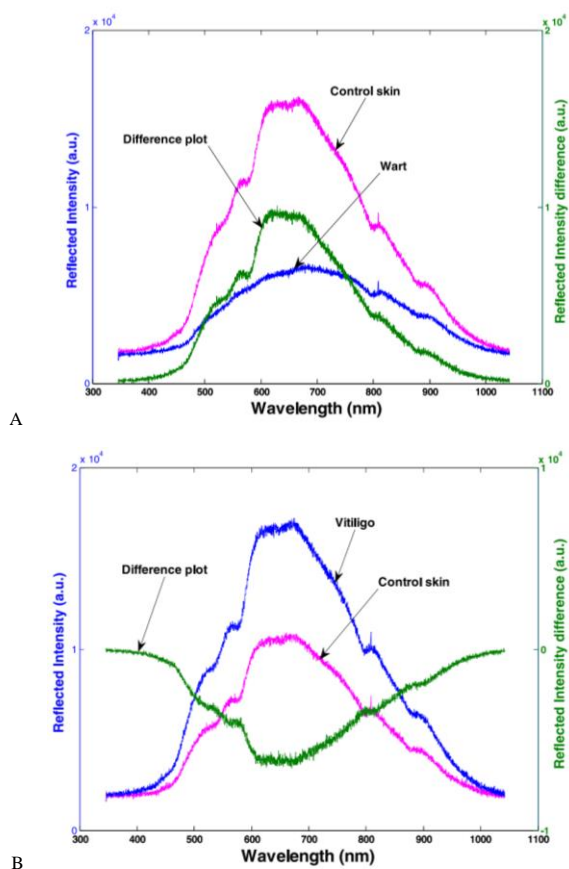 2 x 10⁴
x 10⁴
2
Control skin
Difference plot
Wart
Reflected Intensity (a.u.)
1
1
Reflected Intensity difference (a.u.)
0
0
300 400 500 600 700 800 900 1000 1100
Wavelength (nm)
A
2 x 10⁴
x 10⁴
1
Vitiligo
Difference plot
Control skin
Reflected Intensity (a.u.)
1
0
Reflected Intensity difference (a.u.)
0
-1
300 400 500 600 700 800 900 1000 1100
Wavelength (nm)
B